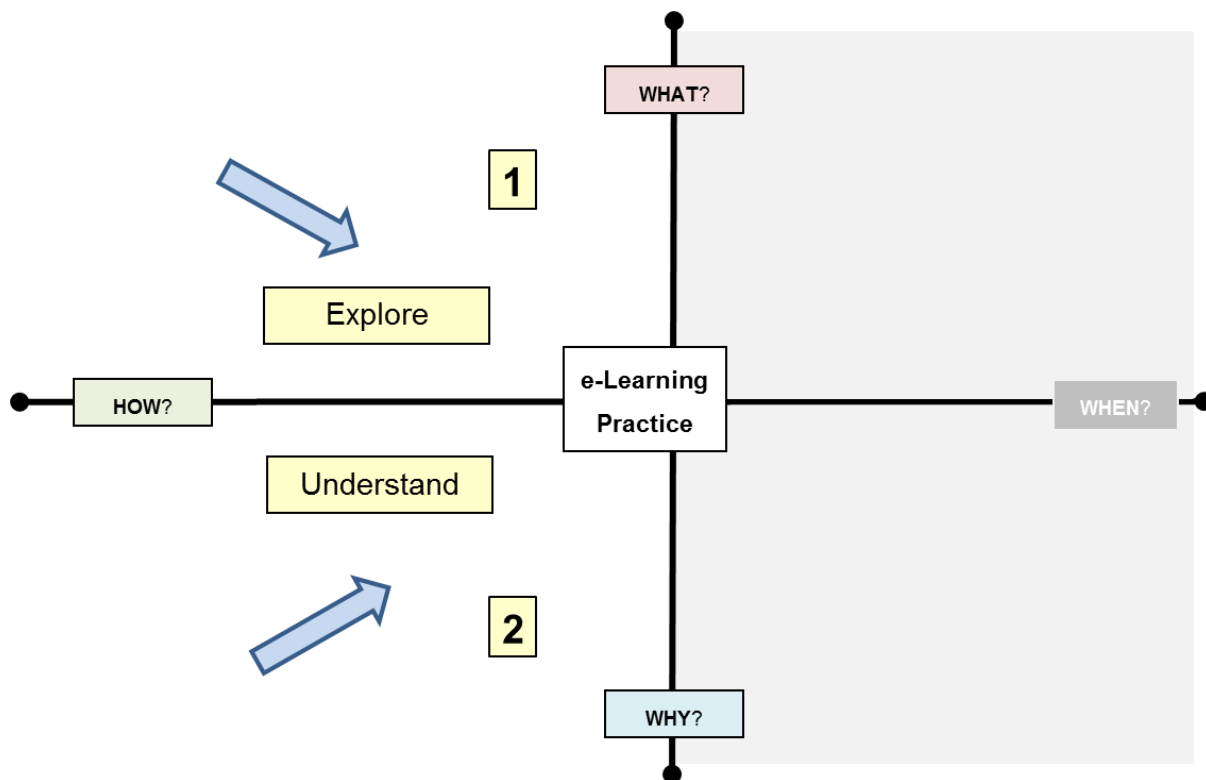 WHAT?
1
Explore
e-Learning
Practice
HOW?
WHEN?
Understand
2
WHY?